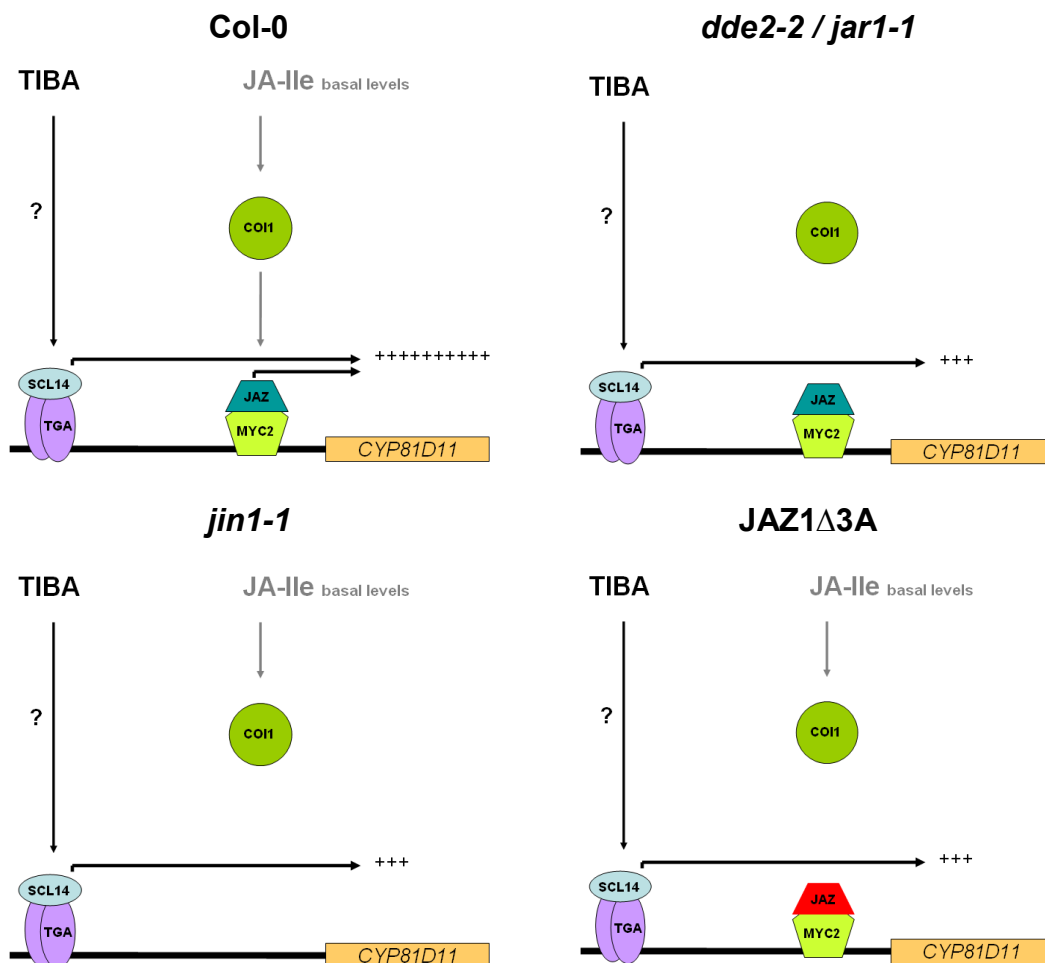 Col-0
TIBA
JA-Ile basal levels
?
COI1
++++++++++
SCL14
JAZ
TGA
MYC2
CYP81D11
dde2-2 / jar1-1
TIBA
?
COI1
+++
SCL14
JAZ
TGA
MYC2
CYP81D11
jin1-1
TIBA
JA-Ile basal levels
?
COI1
+++
SCL14
TGA
CYP81D11
JAZ1Δ3A
TIBA
JA-Ile basal levels
?
COI1
+++
SCL14
JAZ
TGA
MYC2
CYP81D11